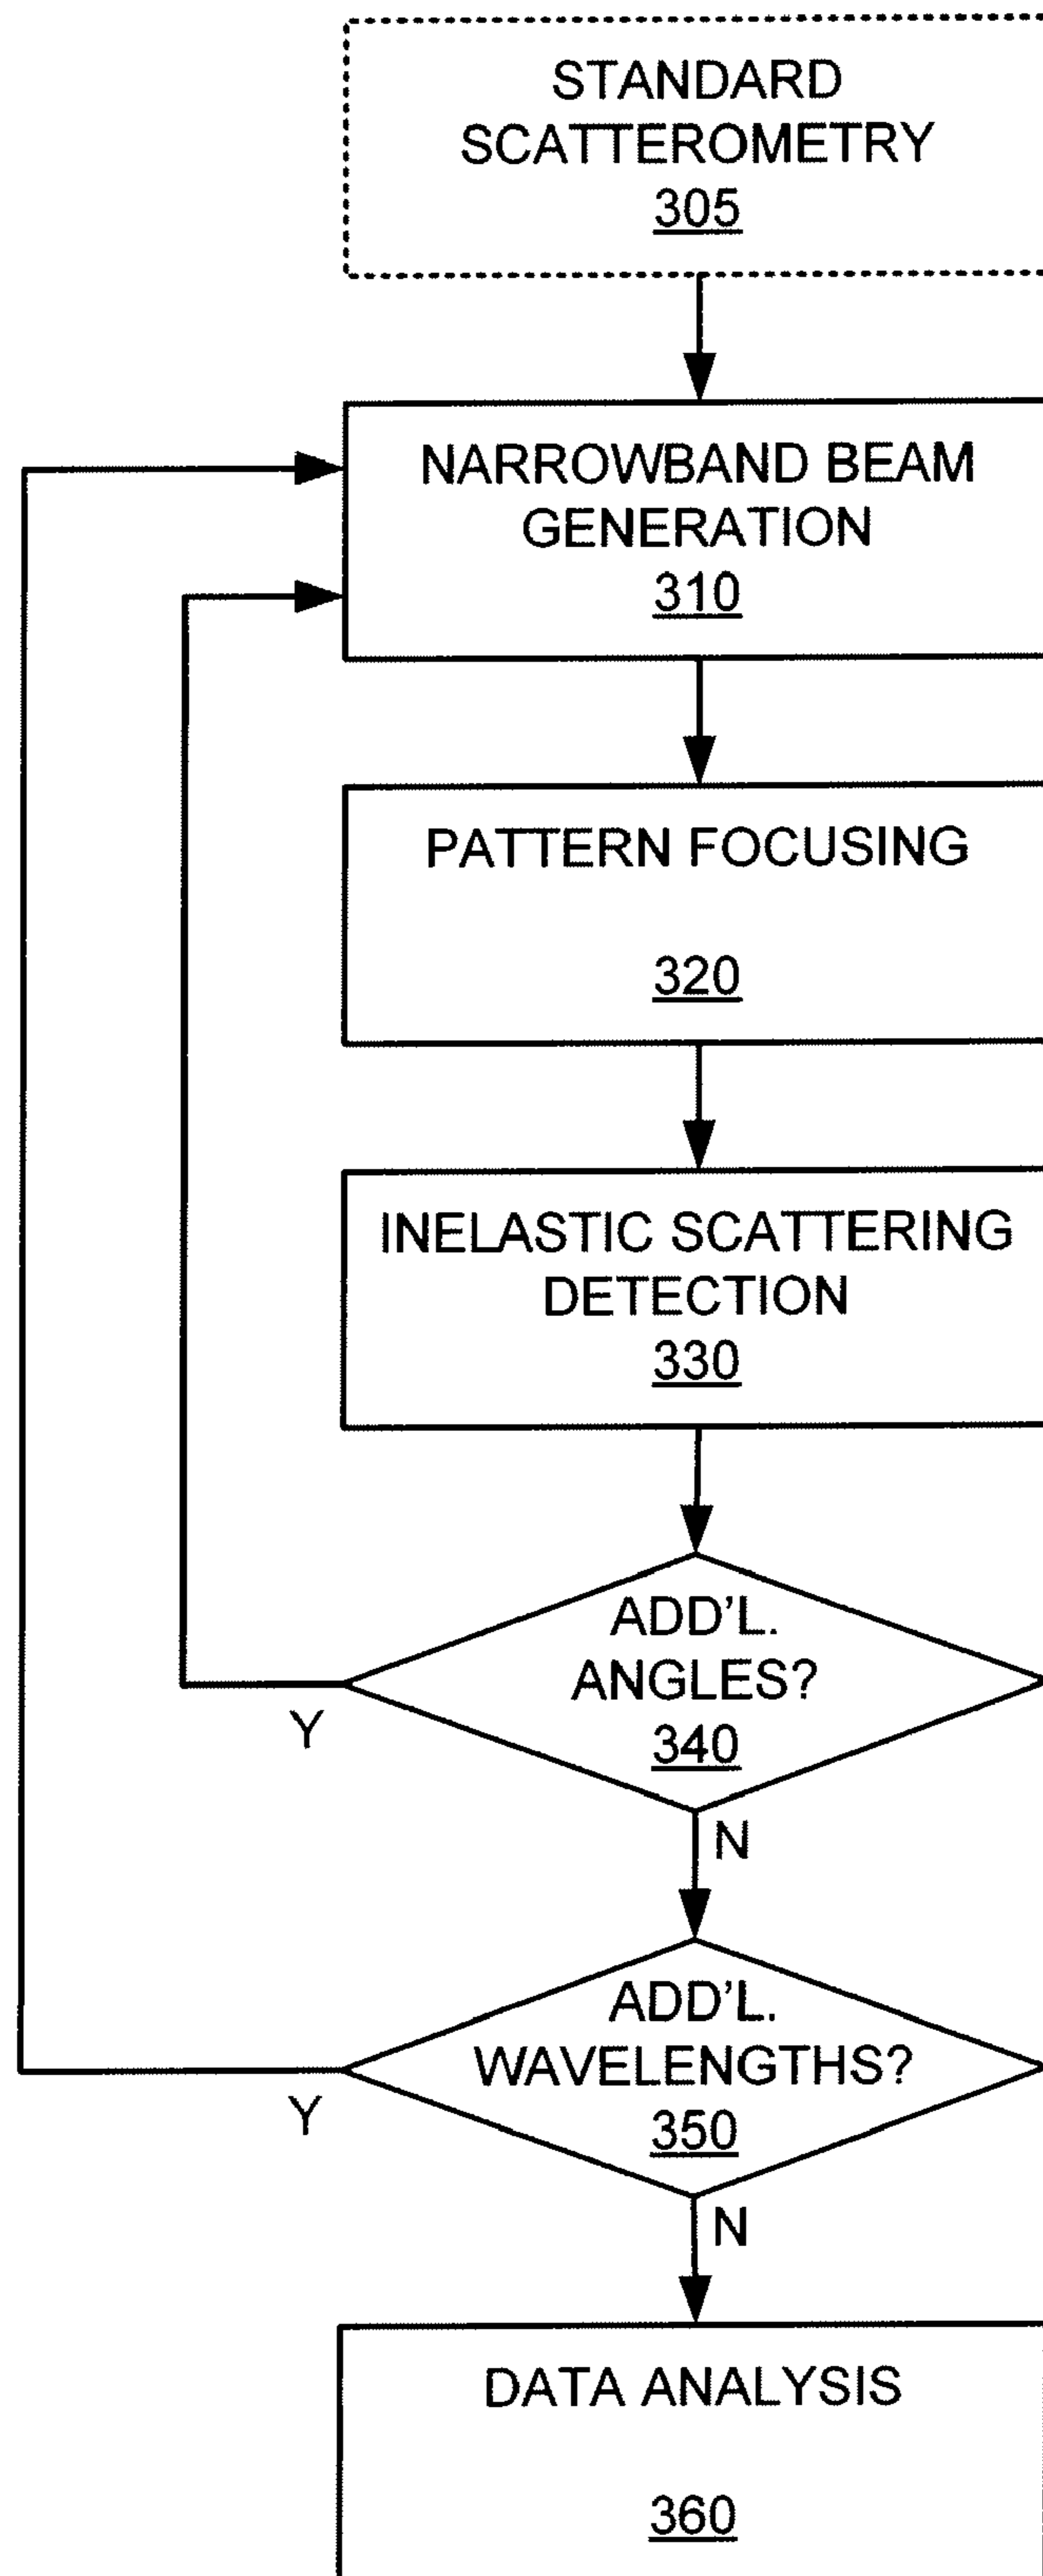 STANDARD
SCATTEROMETRY
305
NARROWBAND BEAM
GENERATION
310
PATTERN FOCUSING
320
INELASTIC SCATTERING
DETECTION
330
ADD'L.
ANGLES?
340
Y
N
ADD'L.
WAVELENGTHS?
350
Y
N
DATA ANALYSIS
360